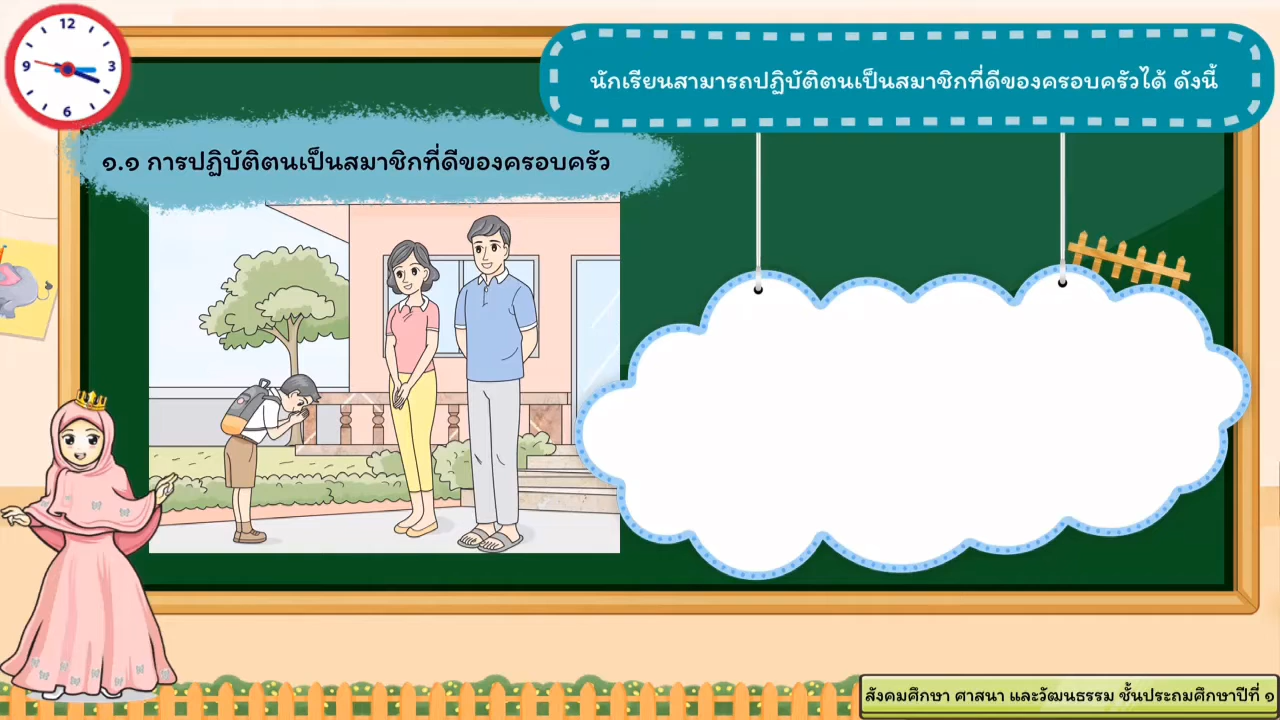 12
3
6
9
นักเรียนสามารถปฏิบัติตนเป็นสมาชิกที่ดีของครอบครัวได้ ดังนี้
๑.๑ การปฏิบัติตนเป็นสมาชิกที่ดีของครอบครัว
สังคมศึกษา ศาสนา และวัฒนธรรม ชั้นประถมศึกษาปีที่ ๑